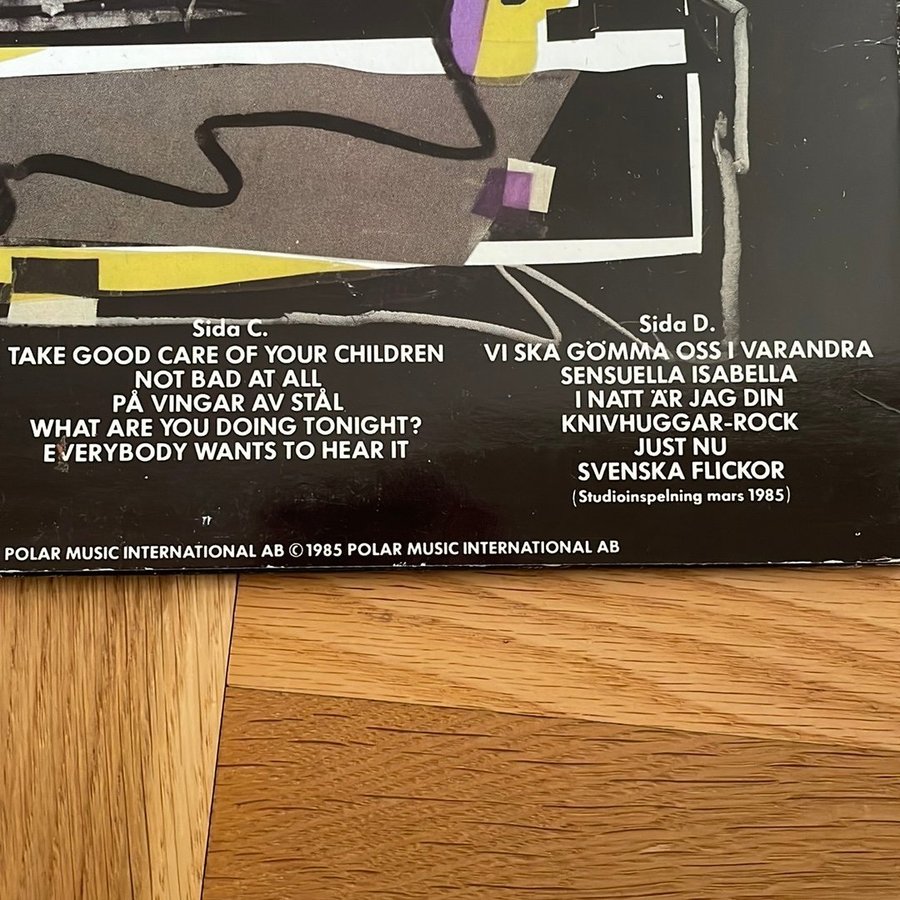 Sida C.
TAKE GOOD CARE OF YOUR CHILDREN
NOT BAD AT ALL
PÅ VINGAR AV STÅL
WHAT ARE YOU DOING TONIGHT?
EVERYBODY WANTS TO HEAR IT
Sida D.
VI SKA GÖMMA OSS I VARANDRA
SENSUELLA ISABELLA
I NATT ÄR JAG DIN
KNIVHUGGAR-ROCK
JUST NU
SVENSKA FLICKOR
(Studioinspelning mars 1985)
POLAR MUSIC INTERNATIONAL AB © 1985 POLAR MUSIC INTERNATIONAL AB